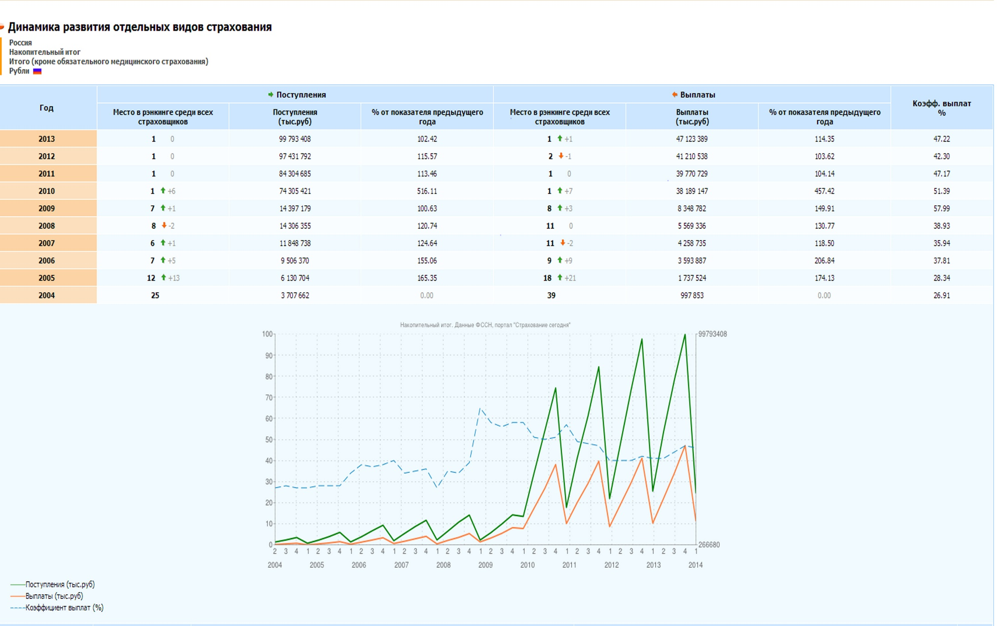 Динамика развития отдельных видов страхования
Россия
Накопительный итог
Итого (кроме обязательного медицинского страхования)
Рубли
Год Поступления Выплаты Коэфф. выплат %
Место в рэнкинге среди всех страховщиков Поступления (тыс.руб) % от показателя предыдущего года Место в рэнкинге среди всех страховщиков Выплаты (тыс.руб) % от показателя предыдущего года
2013 1 0 99 793 408 102.42 1 +1 47 123 389 114.35 47.22
2012 1 0 97 431 792 115.57 2 -1 41 210 538 103.62 42.30
2011 1 0 84 304 685 113.46 1 0 39 770 729 104.14 47.17
2010 1 +6 74 305 421 516.11 1 +7 38 189 147 457.42 51.39
2009 7 +1 14 397 179 100.63 8 +3 8 348 782 149.91 57.99
2008 8 -2 14 306 355 120.74 11 0 5 569 336 130.77 38.93
2007 6 +1 11 848 738 124.64 11 -2 4 258 735 118.50 35.94
2006 7 +5 9 506 370 155.06 9 +9 3 593 887 206.84 37.81
2005 12 +13 6 130 704 165.35 18 +21 1 737 524 174.13 28.34
2004 25 3 707 662 0.00 39 997 853 0.00 26.91
Накопительный итог. Данные ФССН, портал "Страхование сегодня"
100 99793408
90
80
70
60
50
40
30
20
10
0 266680
2 3 4 1 2 3 4 1 2 3 4 1 2 3 4 1 2 3 4 1 2 3 4 1 2 3 4 1 2 3 4 1 2 3 4 1 2 3 4 1
2004 2005 2006 2007 2008 2009 2010 2011 2012 2013 2014
Поступления (тыс.руб)
Выплаты (тыс.руб)
Коэффициент выплат (%)